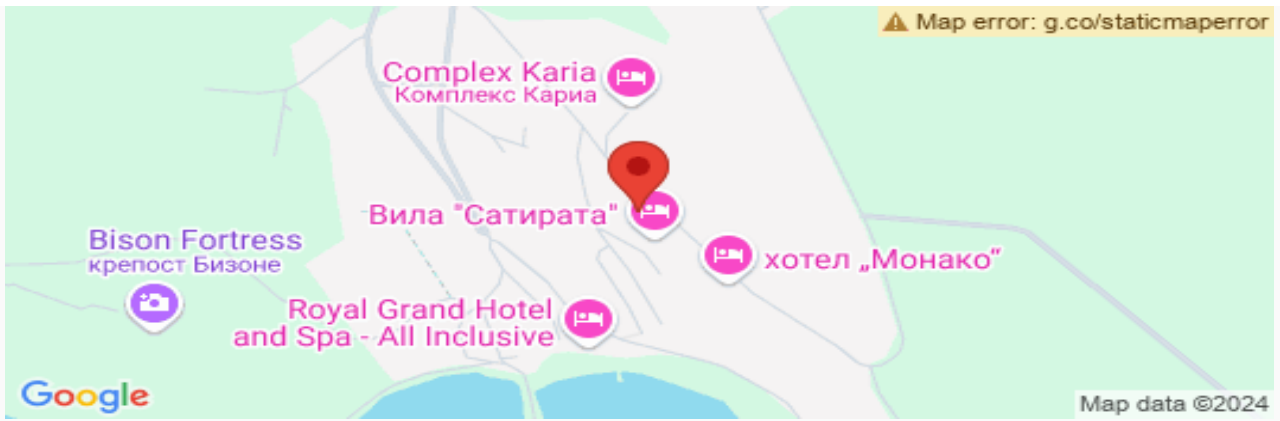 Map error: g.co/staticmaperror
Complex Karia
Комплекс Кариа
Вила "Сатирата"
Bison Fortress
крепост Бизоне
хотел „Монако“
Royal Grand Hotel
and Spa - All Inclusive
Google
Map data ©2024